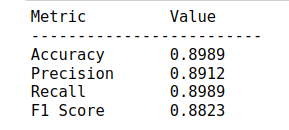 Metric Value
-------------------------
Accuracy 0.8989
Precision 0.8912
Recall 0.8989
F1 Score 0.8823